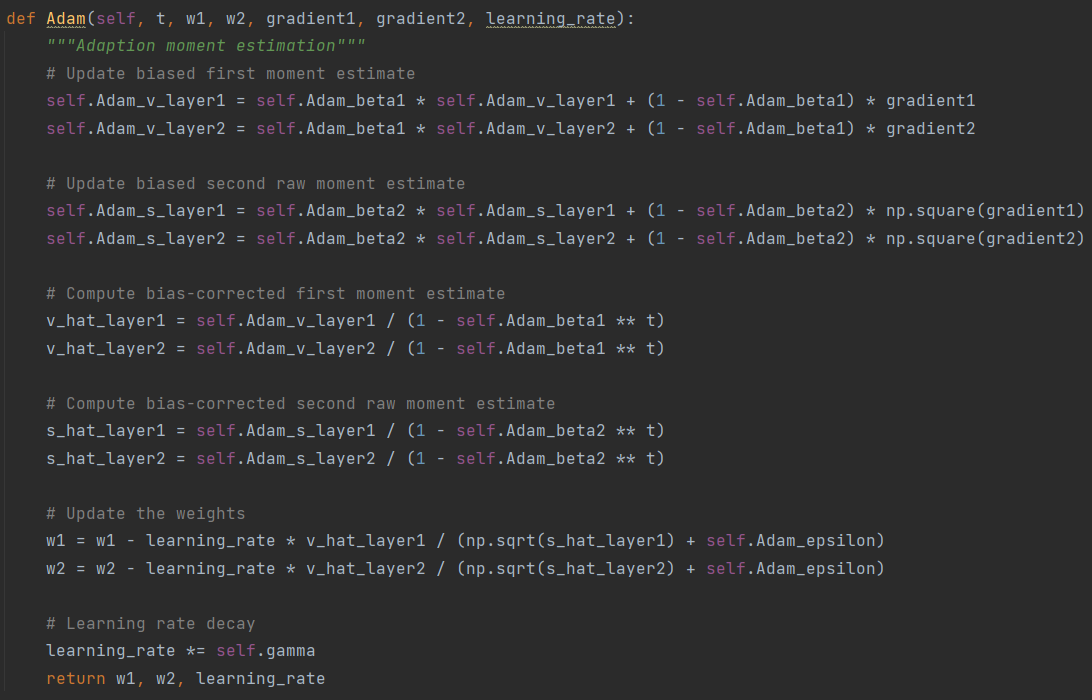 def Adam(self, t, w1, w2, gradient1, gradient2, learning_rate):
    """Adaption moment estimation"""
    # Update biased first moment estimate
    self.Adam_v_layer1 = self.Adam_beta1 * self.Adam_v_layer1 + (1 - self.Adam_beta1) * gradient1
    self.Adam_v_layer2 = self.Adam_beta1 * self.Adam_v_layer2 + (1 - self.Adam_beta1) * gradient2

    # Update biased second raw moment estimate
    self.Adam_s_layer1 = self.Adam_beta2 * self.Adam_s_layer1 + (1 - self.Adam_beta2) * np.square(gradient1)
    self.Adam_s_layer2 = self.Adam_beta2 * self.Adam_s_layer2 + (1 - self.Adam_beta2) * np.square(gradient2)

    # Compute bias-corrected first moment estimate
    v_hat_layer1 = self.Adam_v_layer1 / (1 - self.Adam_beta1 ** t)
    v_hat_layer2 = self.Adam_v_layer2 / (1 - self.Adam_beta1 ** t)

    # Compute bias-corrected second raw moment estimate
    s_hat_layer1 = self.Adam_s_layer1 / (1 - self.Adam_beta2 ** t)
    s_hat_layer2 = self.Adam_s_layer2 / (1 - self.Adam_beta2 ** t)

    # Update the weights
    w1 = w1 - learning_rate * v_hat_layer1 / (np.sqrt(s_hat_layer1) + self.Adam_epsilon)
    w2 = w2 - learning_rate * v_hat_layer2 / (np.sqrt(s_hat_layer2) + self.Adam_epsilon)

    # Learning rate decay
    learning_rate *= self.gamma
    return w1, w2, learning_rate